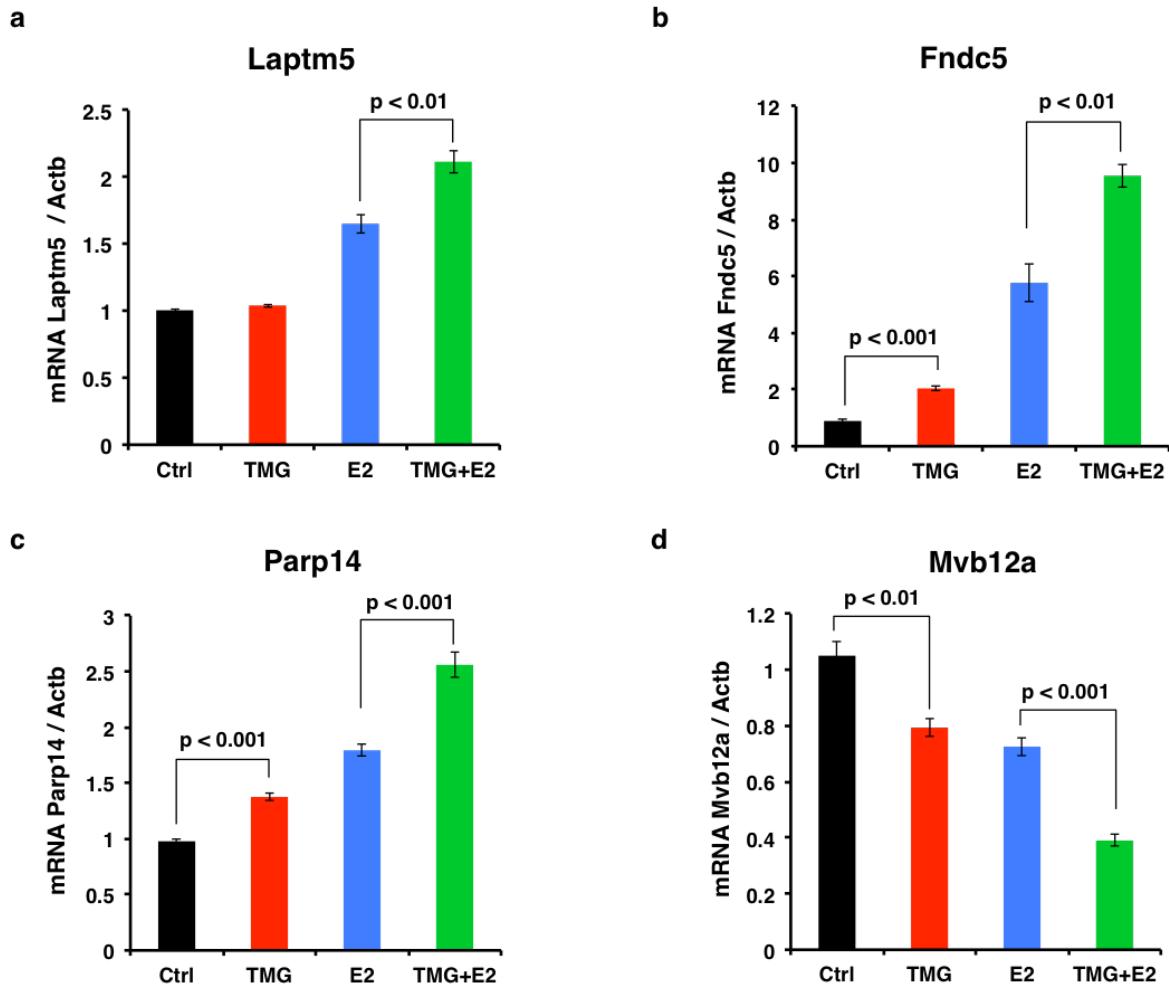 a
Laptm5
mRNA Laptm5 / Actb
2.5
2
1.5
1
0.5
0
p < 0.01
Ctrl TMG E2 TMG+E2
b
Fndc5
mRNA Fndc5 / Actb
12
10
8
6
4
2
0
p < 0.01
p < 0.001
Ctrl TMG E2 TMG+E2
c
Parp14
mRNA Parp14 / Actb
3
2.5
2
1.5
1
0.5
0
p < 0.001
p < 0.001
Ctrl TMG E2 TMG+E2
d
Mvb12a
mRNA Mvb12a / Actb
1.2
1
0.8
0.6
0.4
0.2
0
p < 0.01
p < 0.001
Ctrl TMG E2 TMG+E2